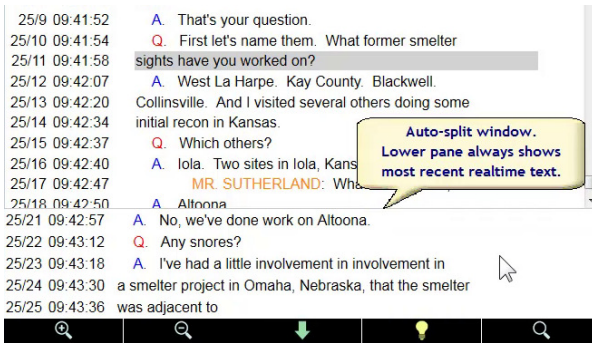 25/9 09:41:52 A. That's your question.
25/10 09:41:54 Q. First let's name them. What former smelter
25/11 09:41:58 sights have you worked on?
25/12 09:42:07 A. West La Harpe. Kay County. Blackwell.
25/13 09:42:20 Collinsville. And I visited several others doing some
25/14 09:42:34 initial recon in Kansas.
25/15 09:42:37 Q. Which others?
25/16 09:42:40 A. Iola. Two sites in Iola, Kans
25/17 09:42:47 MR. SUTHERLAND: Wha
25/18 09:42:50 A. Altoona
Auto-split window.
Lower pane always shows
most recent realtime text.
25/21 09:42:57 A. No, we've done work on Altoona.
25/22 09:43:12 Q. Any snores?
25/23 09:43:18 A. I've had a little involvement in involvement in
25/24 09:43:30 a smelter project in Omaha, Nebraska, that the smelter
25/25 09:43:36 was adjacent to